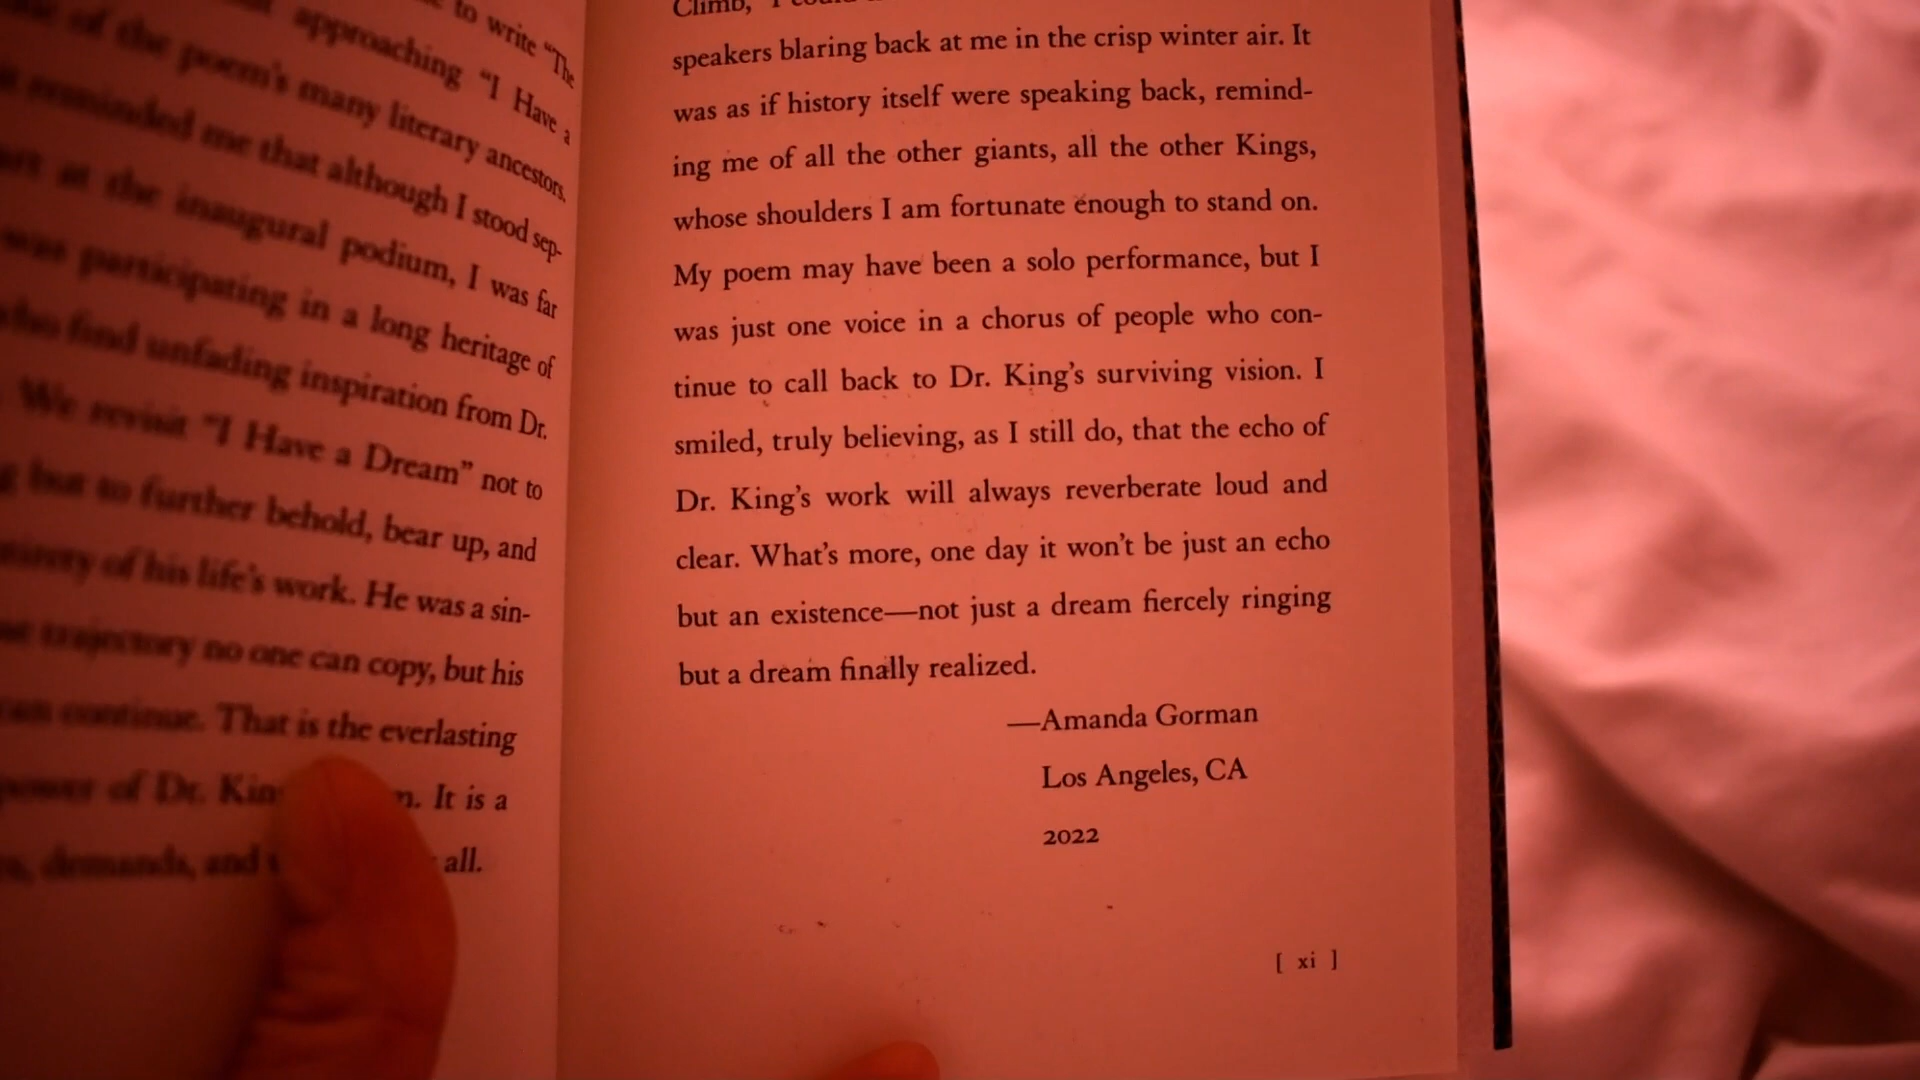 to write “The
approaching “I Have a
of the poem’s many literary ancestors.
reminded me that although I stood sep-
at the inaugural podium, I was far
was participating in a long heritage of
who find unfading inspiration from Dr.
We revisit “I Have a Dream” not to
but to further behold, bear up, and
of his life’s work. He was a sin-
trajectory no one can copy, but his
can continue. That is the everlasting
power of Dr. It is a
demands, and all.
Climb,”
speakers blaring back at me in the crisp winter air. It
was as if history itself were speaking back, remind-
ing me of all the other giants, all the other Kings,
whose shoulders I am fortunate enough to stand on.
My poem may have been a solo performance, but I
was just one voice in a chorus of people who con-
tinue to call back to Dr. King’s surviving vision. I
smiled, truly believing, as I still do, that the echo of
Dr. King’s work will always reverberate loud and
clear. What’s more, one day it won’t be just an echo
but an existence—not just a dream fiercely ringing
but a dream finally realized.
—Amanda Gorman
Los Angeles, CA
2022
[ xi ]